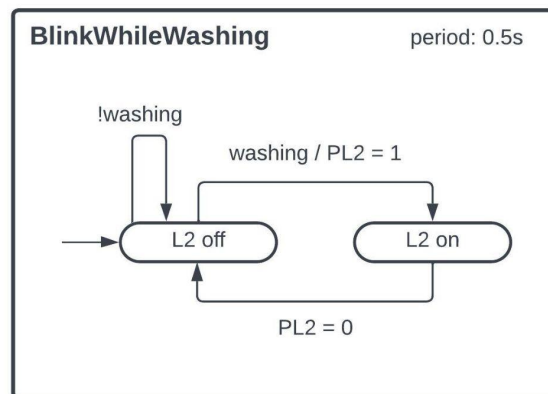 BlinkWhileWashing period: 0.5s
!washing
washing / PL2 = 1
L2 off L2 on
PL2 = 0